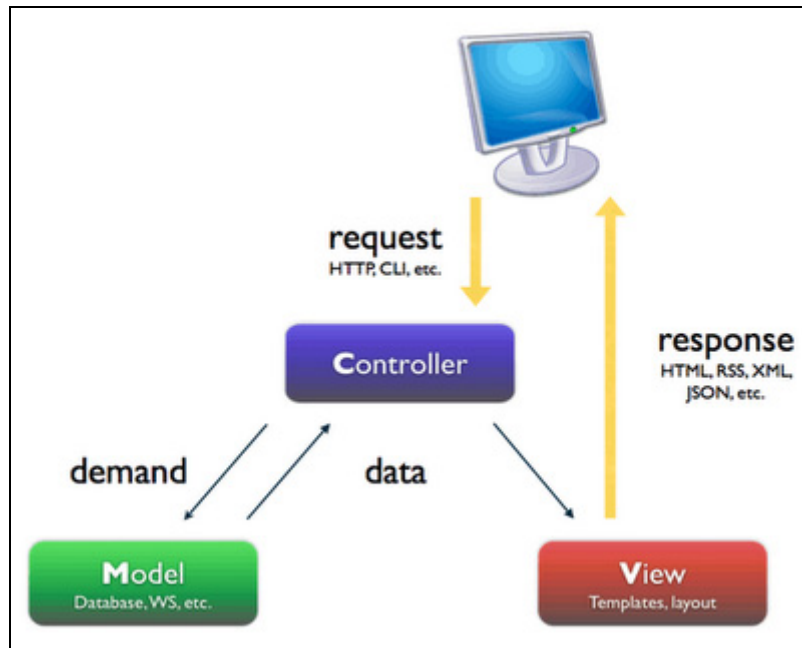 request
HTTP, CLI, etc.
Controller
response
HTML, RSS, XML,
JSON, etc.
demand
data
Model
Database, WS, etc.
View
Templates, layout